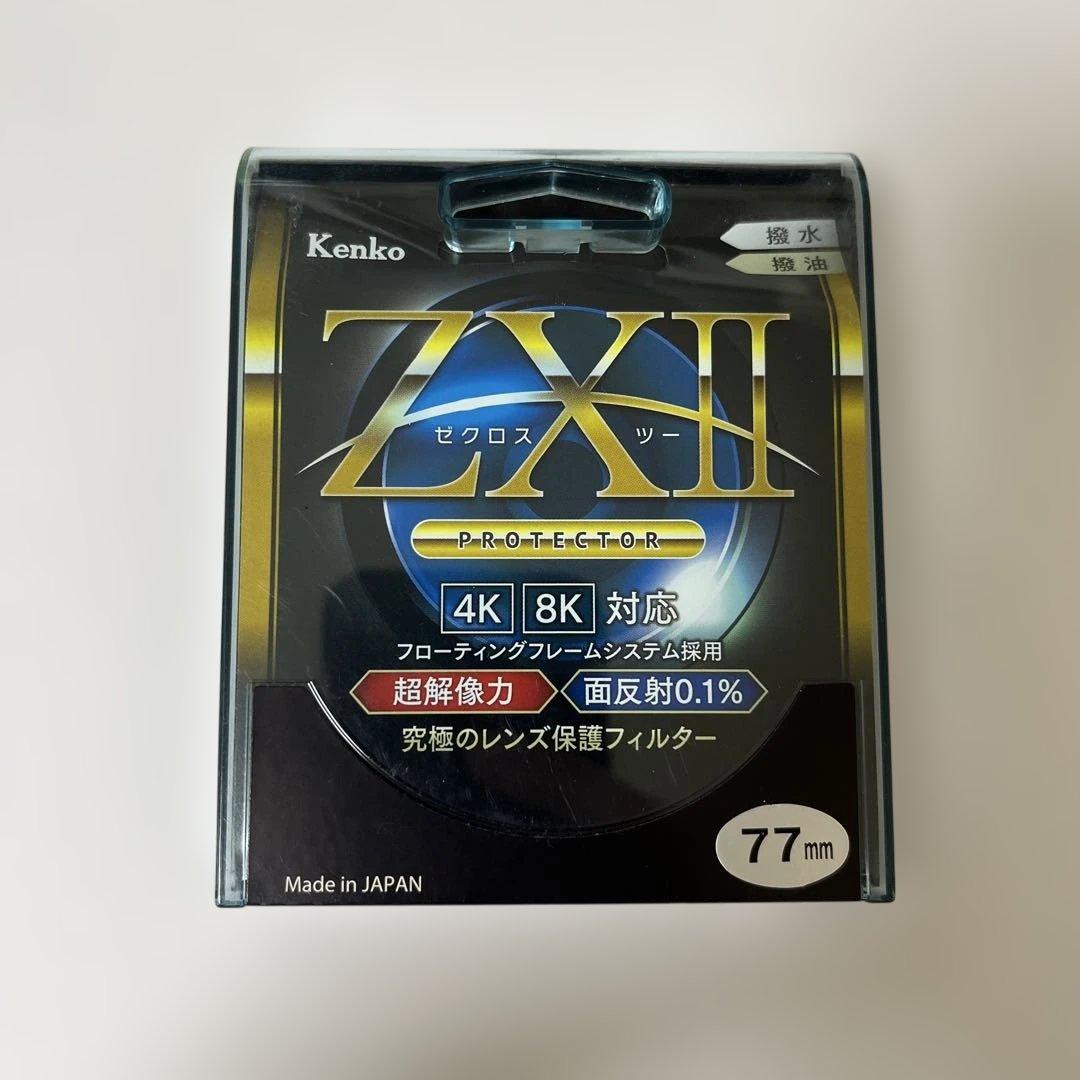 Kenko
撥水
撥油
ZXII
ゼクロス ツー
PROTECTOR
4K 8K 対応
フローティングフレームシステム採用
超解像力 面反射0.1%
究極のレンズ保護フィルター
77mm
Made in JAPAN